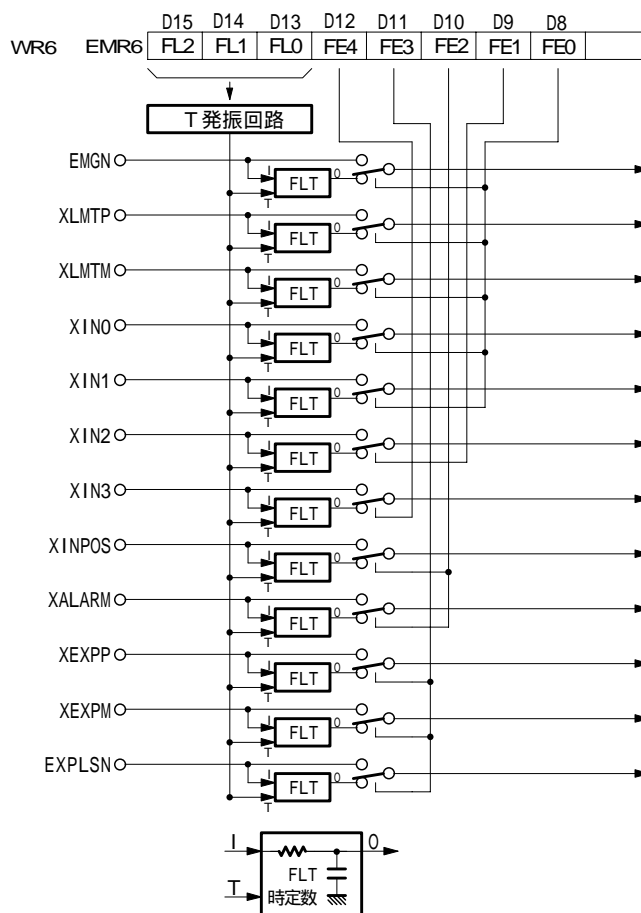 D15 D14 D13 D12 D11 D10 D9 D8
WR6 EMR6 FL2 FL1 FL0 FE4 FE3 FE2 FE1 FE0
T発振回路
EMGN
I
T
FLT
O
XLMTP
I
T
FLT
O
XLMTM
I
T
FLT
O
XIN0
I
T
FLT
O
XIN1
I
T
FLT
O
XIN2
I
T
FLT
O
XIN3
I
T
FLT
O
XINPOS
I
T
FLT
O
XALARM
I
T
FLT
O
XEXPP
I
T
FLT
O
XEXPM
I
T
FLT
O
EXPLSN
I
T
FLT
O
I
O
FLT
T
時定数